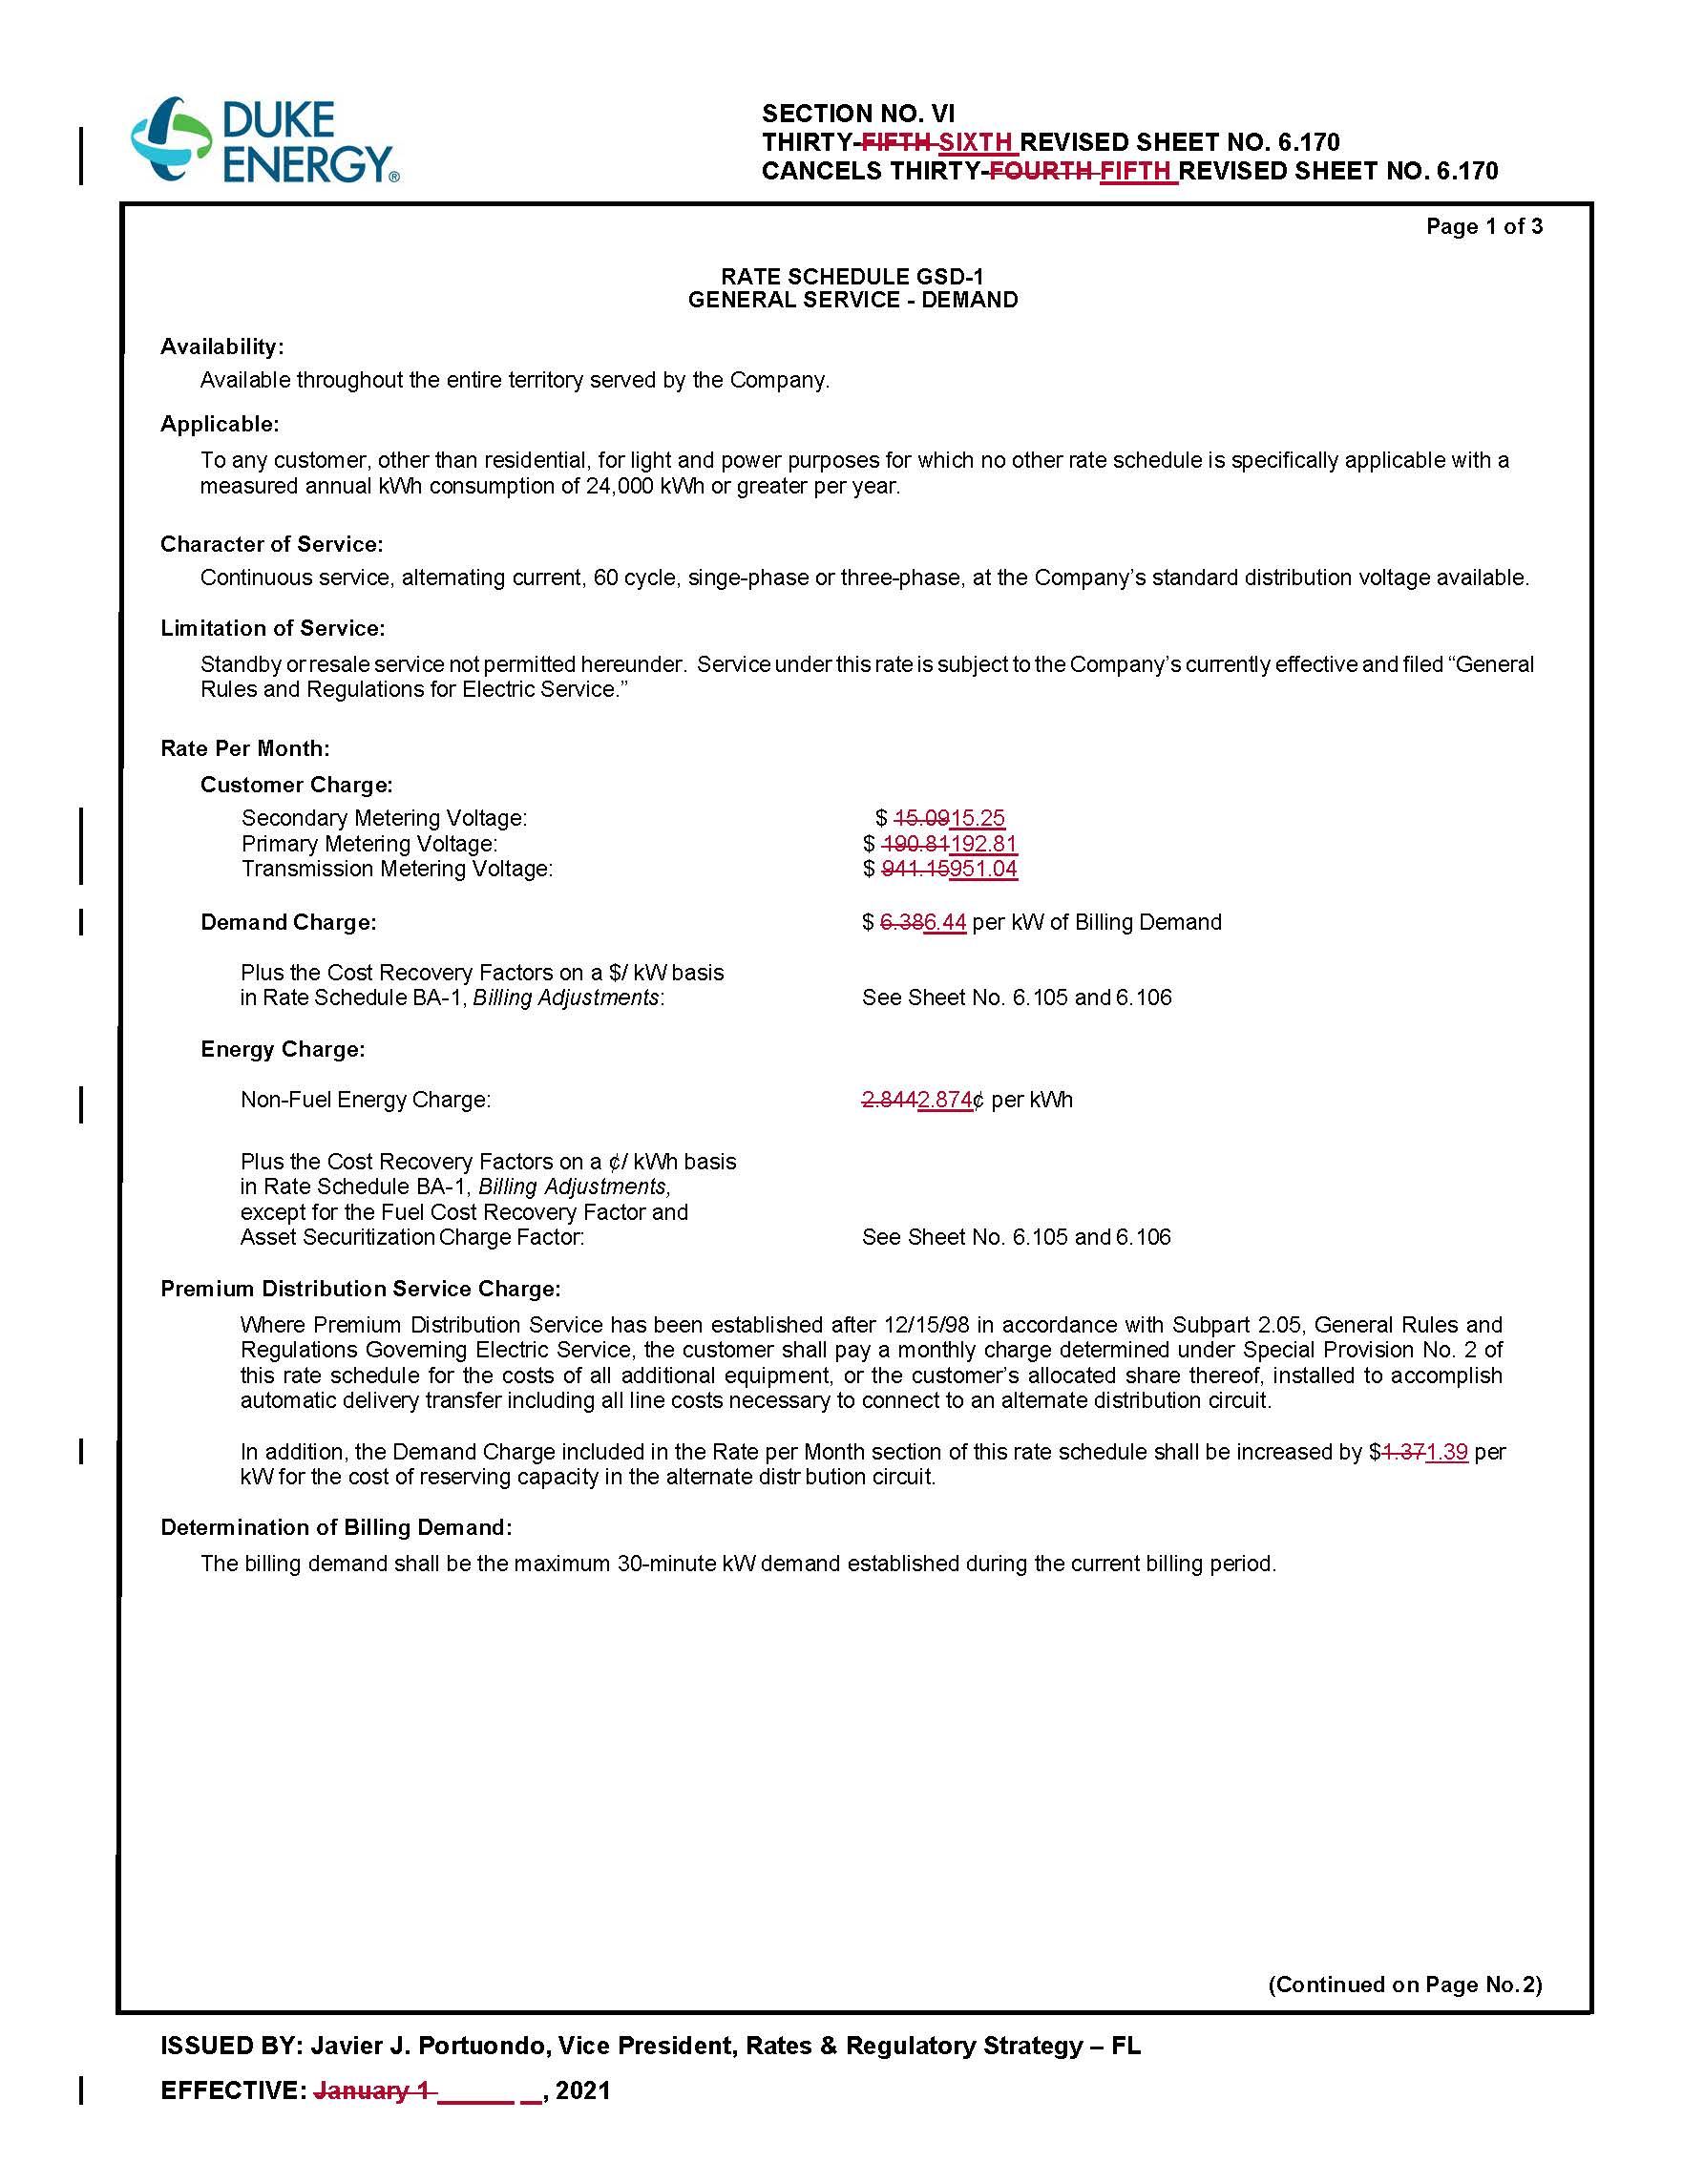 DUKE
ENERGY®
SECTION NO. VI
THIRTY-FIFTH SIXTH REVISED SHEET NO. 6.170
CANCELS THIRTY-FOURTH FIFTH REVISED SHEET NO. 6.170
Page 1 of 3
RATE SCHEDULE GSD-1
GENERAL SERVICE - DEMAND
Availability:
Available throughout the entire territory served by the Company.
Applicable:
To any customer, other than residential, for light and power purposes for which no other rate schedule is specifically applicable with a
measured annual kWh consumption of 24,000 kWh or greater per year.
Character of Service:
Continuous service, alternating current, 60 cycle, singe-phase or three-phase, at the Company’s standard distribution voltage available.
Limitation of Service:
Standby or resale service not permitted hereunder. Service under this rate is subject to the Company’s currently effective and filed “General
Rules and Regulations for Electric Service.”
Rate Per Month:
Customer Charge:
Secondary Metering Voltage: $ 15.0915.25
Primary Metering Voltage: $ 190.81192.81
Transmission Metering Voltage: $ 941.15951.04
Demand Charge: $ 6.386.44 per kW of Billing Demand
Plus the Cost Recovery Factors on a $/ kW basis
in Rate Schedule BA-1, Billing Adjustments: See Sheet No. 6.105 and 6.106
Energy Charge:
Non-Fuel Energy Charge: 2.8442.874¢ per kWh
Plus the Cost Recovery Factors on a ¢/ kWh basis
in Rate Schedule BA-1, Billing Adjustments,
except for the Fuel Cost Recovery Factor and
Asset Securitization Charge Factor: See Sheet No. 6.105 and 6.106
Premium Distribution Service Charge:
Where Premium Distribution Service has been established after 12/15/98 in accordance with Subpart 2.05, General Rules and
Regulations Governing Electric Service, the customer shall pay a monthly charge determined under Special Provision No. 2 of
this rate schedule for the costs of all additional equipment, or the customer’s allocated share thereof, installed to accomplish
automatic delivery transfer including all line costs necessary to connect to an alternate distribution circuit.
In addition, the Demand Charge included in the Rate per Month section of this rate schedule shall be increased by $1.371.39 per
kW for the cost of reserving capacity in the alternate distr bution circuit.
Determination of Billing Demand:
The billing demand shall be the maximum 30-minute kW demand established during the current billing period.
(Continued on Page No. 2)
ISSUED BY: Javier J. Portuondo, Vice President, Rates & Regulatory Strategy – FL
EFFECTIVE: January 1 ______ __, 2021